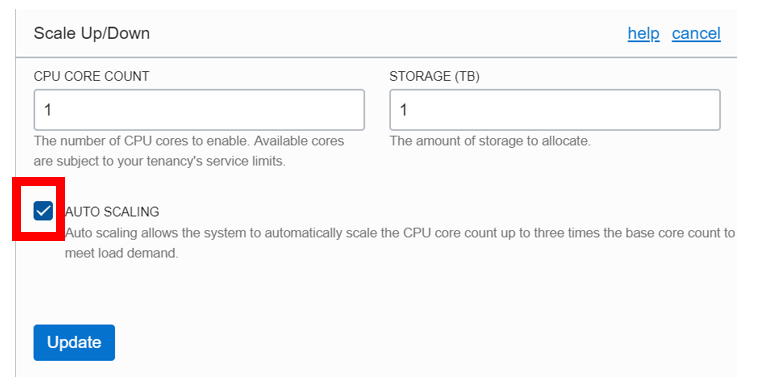 Scale Up/Down help cancel
CPU CORE COUNT STORAGE (TB)
1 1
The number of CPU cores to enable. Available cores The amount of storage to allocate.
are subject to your tenancy's service limits.
AUTO SCALING
Auto scaling allows the system to automatically scale the CPU core count up to three times the base core count to
meet load demand.
Update